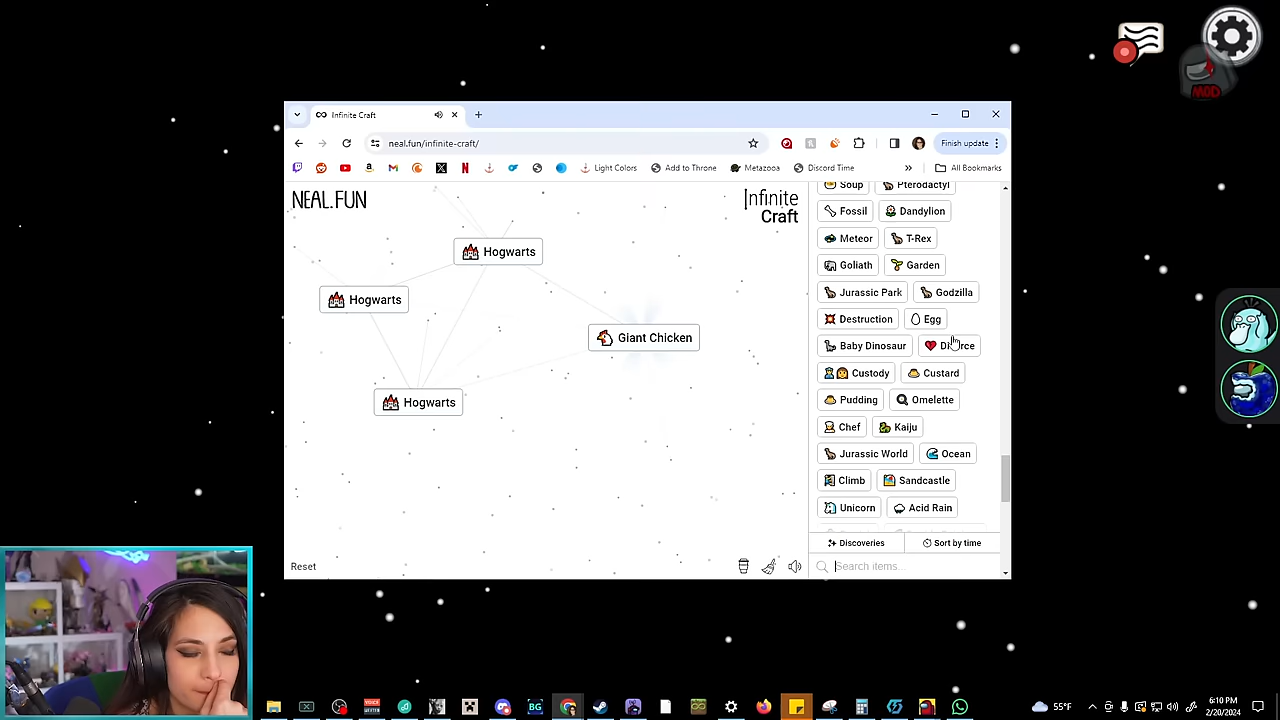 MOD
Infinite Craft
neal.fun/infinite-craft/
Finish update
Light Colors
Add to Throne
Metazooa
Discord Time
All Bookmarks
NEAL.FUN
Infinite
Craft
Hogwarts
Hogwarts
Giant Chicken
Hogwarts
Reset
Soup
Pterodactyl
Fossil
Dandylion
Meteor
T-Rex
Goliath
Garden
Jurassic Park
Godzilla
Destruction
Egg
Baby Dinosaur
Custody
Custard
Pudding
Omelette
Chef
Kaiju
Jurassic World
Ocean
Climb
Sandcastle
Unicorn
Acid Rain
Discoveries
Sort by time
Search items...
BG
55°
6:10 PM
2/20/2024